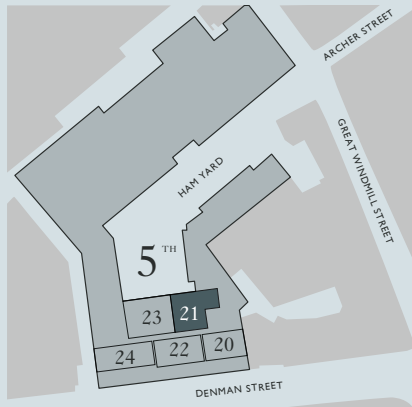 ARCHER STREET
GREAT WINDMILL STREET
HAM YARD
5TH
23
21
24
22
20
DENMAN STREET